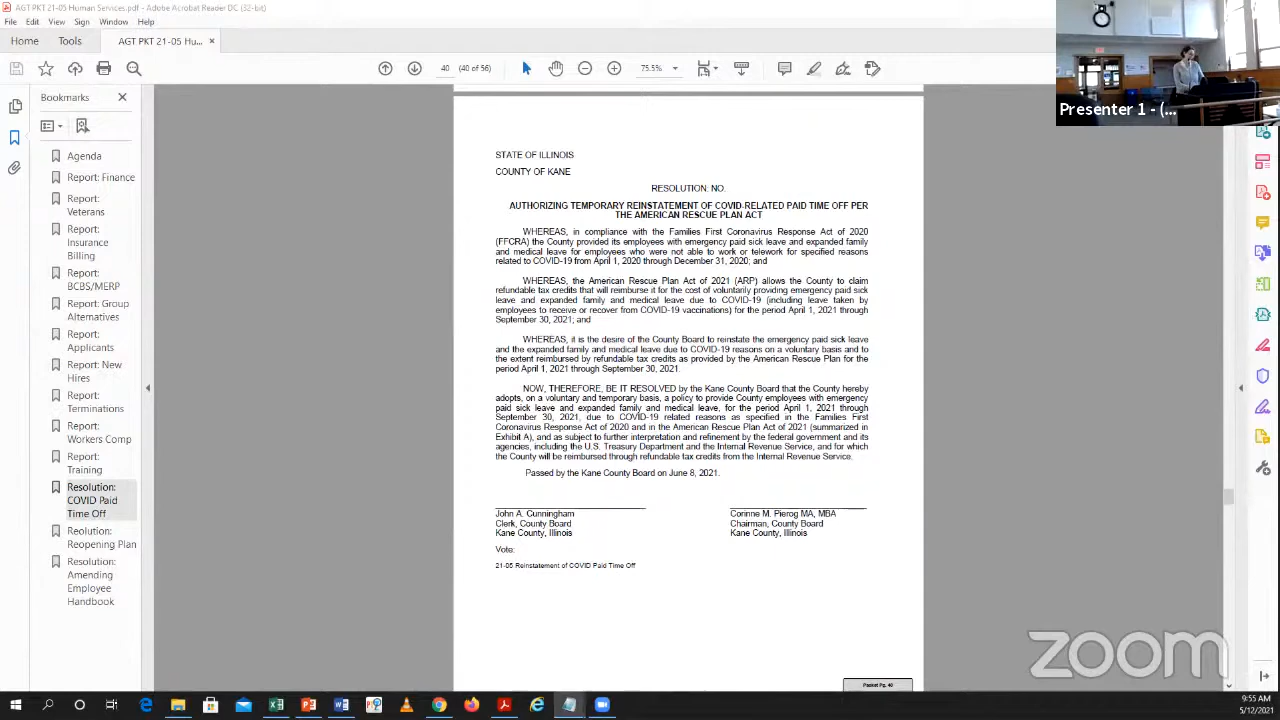 AGT PKT 21-05 Human Services.pdf - Adobe Acrobat Reader DC (32-bit)
File Edit View Sign Window Help
Home Tools AGT PKT 21-05 Hu... ×
40 (40 of 56) 75.5%
Bookmarks
Agenda
Report: Finance
Report:
Veterans
Report:
Insurance
Billing
Report:
BCBS/MERP
Report: Group
Alternatives
Report:
Applicants
Report: New
Hires
Report:
Terminations
Report:
Workers Comp
Report:
Training
Resolution:
COVID Paid
Time Off
Reolution:
Reopening Plan
Resolution:
Amending
Employee
Handbook
STATE OF ILLINOIS
COUNTY OF KANE
RESOLUTION: NO.
AUTHORIZING TEMPORARY REINSTATEMENT OF COVID-RELATED PAID TIME OFF PER
THE AMERICAN RESCUE PLAN ACT
WHEREAS, in compliance with the Families First Coronavirus Response Act of 2020
(FFCRA) the County provided its employees with emergency paid sick leave and expanded family
and medical leave for employees who were not able to work or telework for specified reasons
related to COVID-19 from April 1, 2020 through December 31, 2020; and
WHEREAS, the American Rescue Plan Act of 2021 (ARP) allows the County to claim
refundable tax credits that will reimburse it for the cost of voluntarily providing emergency paid sick
leave and expanded family and medical leave due to COVID-19 (including leave taken by
employees to receive or recover from COVID-19 vaccinations) for the period April 1, 2021 through
September 30, 2021; and
WHEREAS, it is the desire of the County Board to reinstate the emergency paid sick leave
and the expanded family and medical leave due to COVID-19 reasons on a voluntary basis and to
the extent reimbursed by refundable tax credits as provided by the American Rescue Plan for the
period April 1, 2021 through September 30, 2021.
NOW, THEREFORE, BE IT RESOLVED by the Kane County Board that the County hereby
adopts, on a voluntary and temporary basis, a policy to provide County employees with emergency
paid sick leave and expanded family and medical leave, for the period April 1, 2021 through
September 30, 2021, due to COVID-19 related reasons as specified in the Families First
Coronavirus Response Act of 2020 and in the American Rescue Plan Act of 2021 (summarized in
Exhibit A), and as subject to further interpretation and refinement by the federal government and its
agencies, including the U.S. Treasury Department and the Internal Revenue Service, and for which
the County will be reimbursed through refundable tax credits from the Internal Revenue Service.
Passed by the Kane County Board on June 8, 2021.
John A. Cunningham
Clerk, County Board
Kane County, Illinois
Corinne M. Pierog MA, MBA
Chairman, County Board
Kane County, Illinois
Vote:
21-05 Reinstatement of COVID Paid Time Off
Packet Pg. 40
Presenter 1 - (...
zoom
9:55 AM
5/12/2021